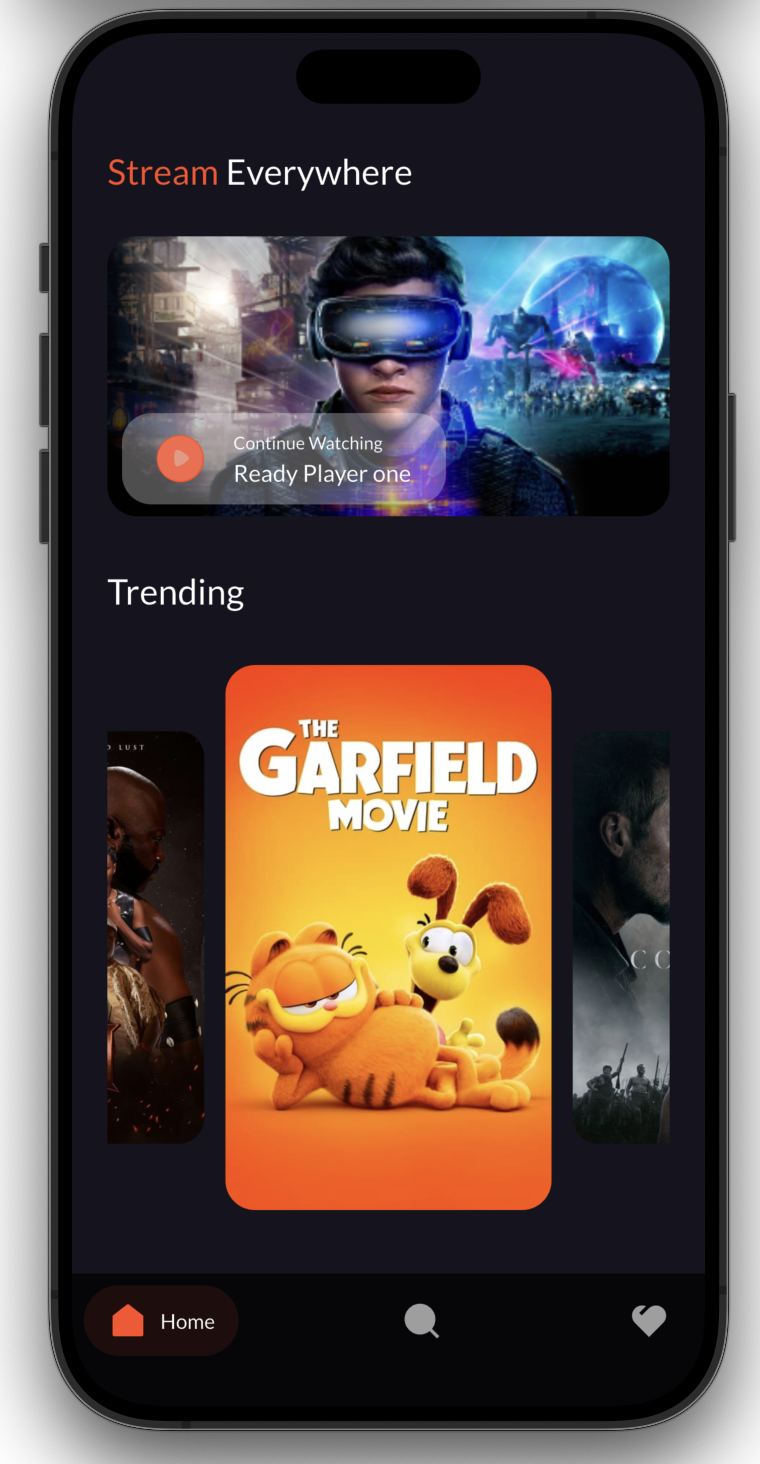 Stream Everywhere
Continue Watching
Ready Player one
Trending
LUST
THE
GARFIELD
MOVIE
Home